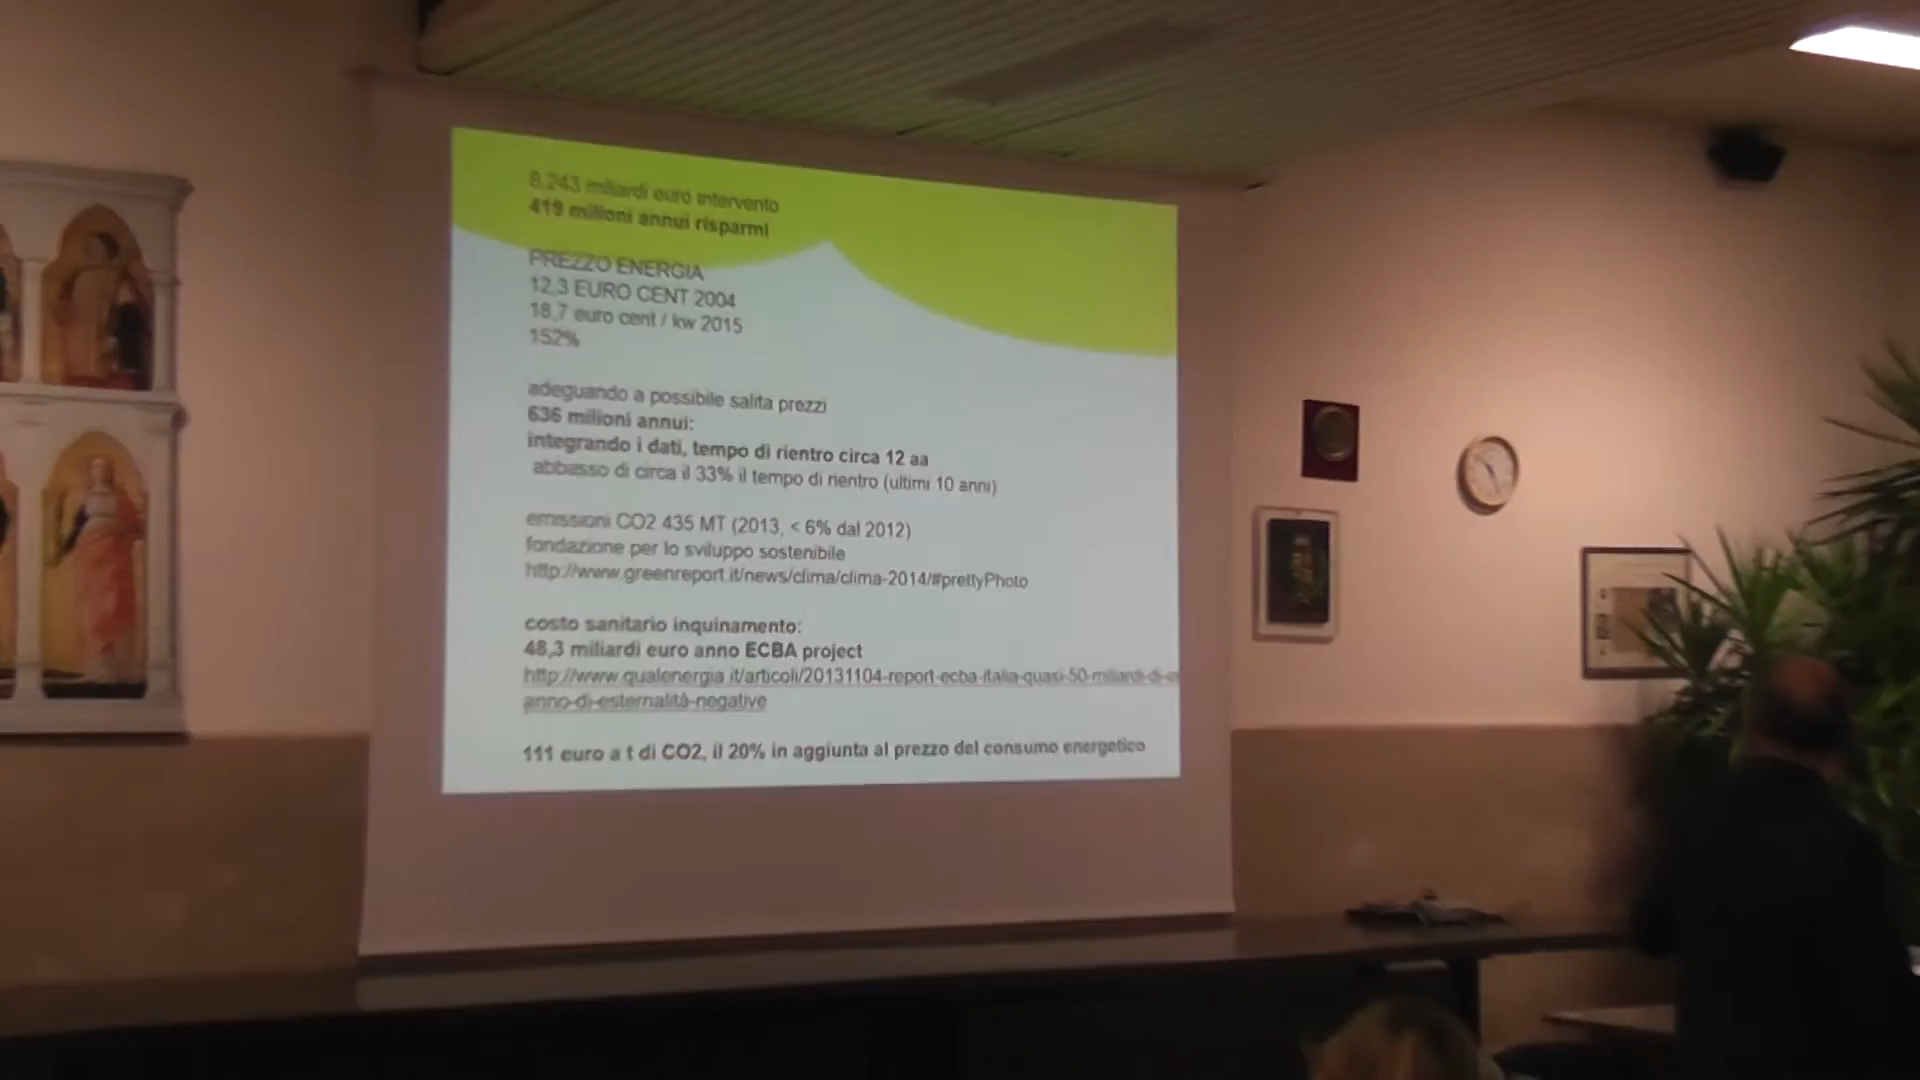 8,243 miliardi euro intervento
419 milioni annui risparmi
PREZZO ENERGIA
12,3 EURO CENT 2004
18,7 euro cent / kw 2015
152%
adeguando a possibile salita prezzi
636 milioni annui:
integrando i dati, tempo di rientro circa 12 aa
abbasso di circa il 33% il tempo di rientro (ultimi 10 anni)
emissioni CO2 435 MT (2013, < 6% dal 2012)
fondazione per lo sviluppo sostenibile
http://www.greenreport.it/news/clima/clima-2014/#prettyPhoto
costo sanitario inquinamento:
48,3 miliardi euro anno ECBA project
http://www.qualenergia.it/articoli/20131104-report-ecba-italia-quasi-50-miliardi-di-e
anno-di-esternalità-negative
111 euro a t di CO2, il 20% in aggiunta al prezzo del consumo energetico